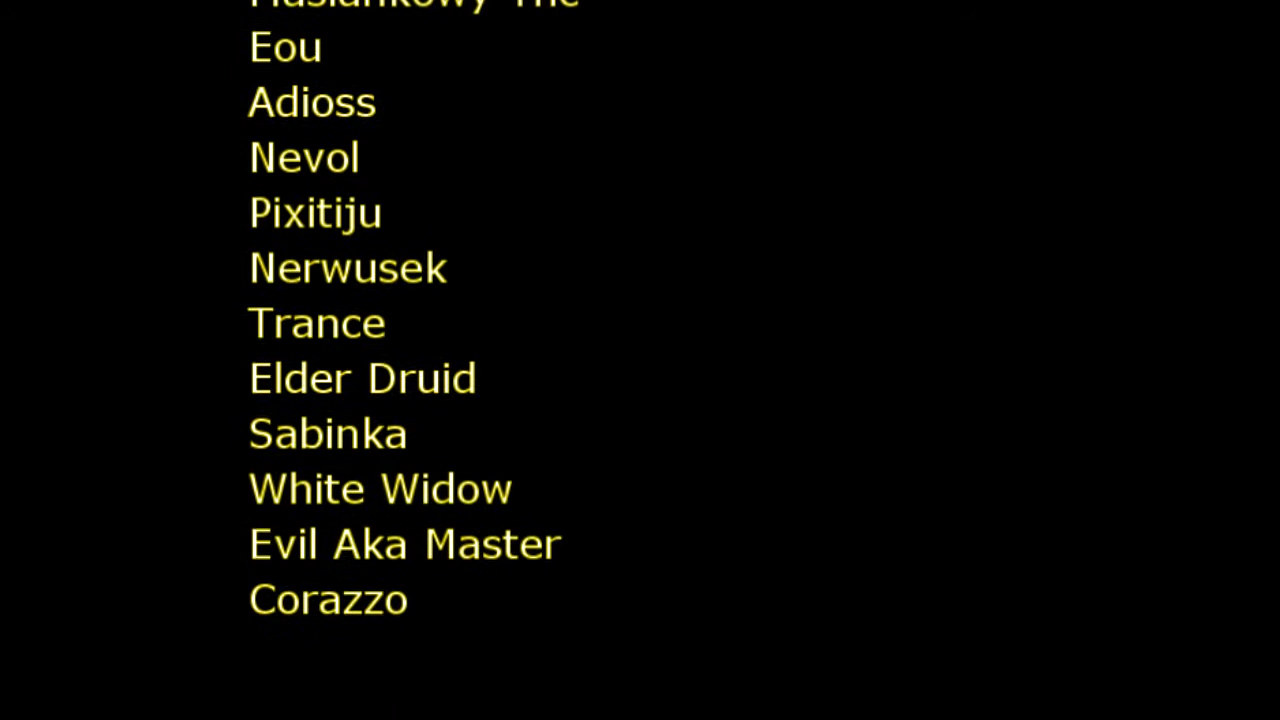 Eou
Adioss
Nevol
Pixitiju
Nerwusek
Trance
Elder Druid
Sabinka
White Widow
Evil Aka Master
Corazzo